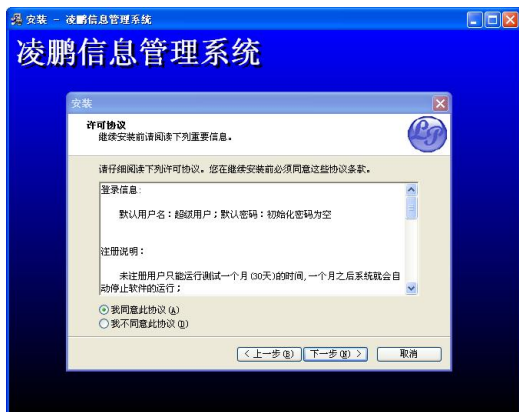 安装 - 凌鹏信息管理系统
凌鹏信息管理系统
安装
许可协议
继续安装前请阅读下列重要信息。
请仔细阅读下列许可协议。您在继续安装前必须同意这些协议条款。
登录信息:
默认用户名：超级用户；默认密码：初始化密码为空
注册说明：
未注册用户只能运行测试一个月(30天)的时间,一个月之后系统就会自
动停止软件的运行；
我同意此协议(A)
我不同意此协议(D)
< 上一步(B) 下一步(N) > 取消